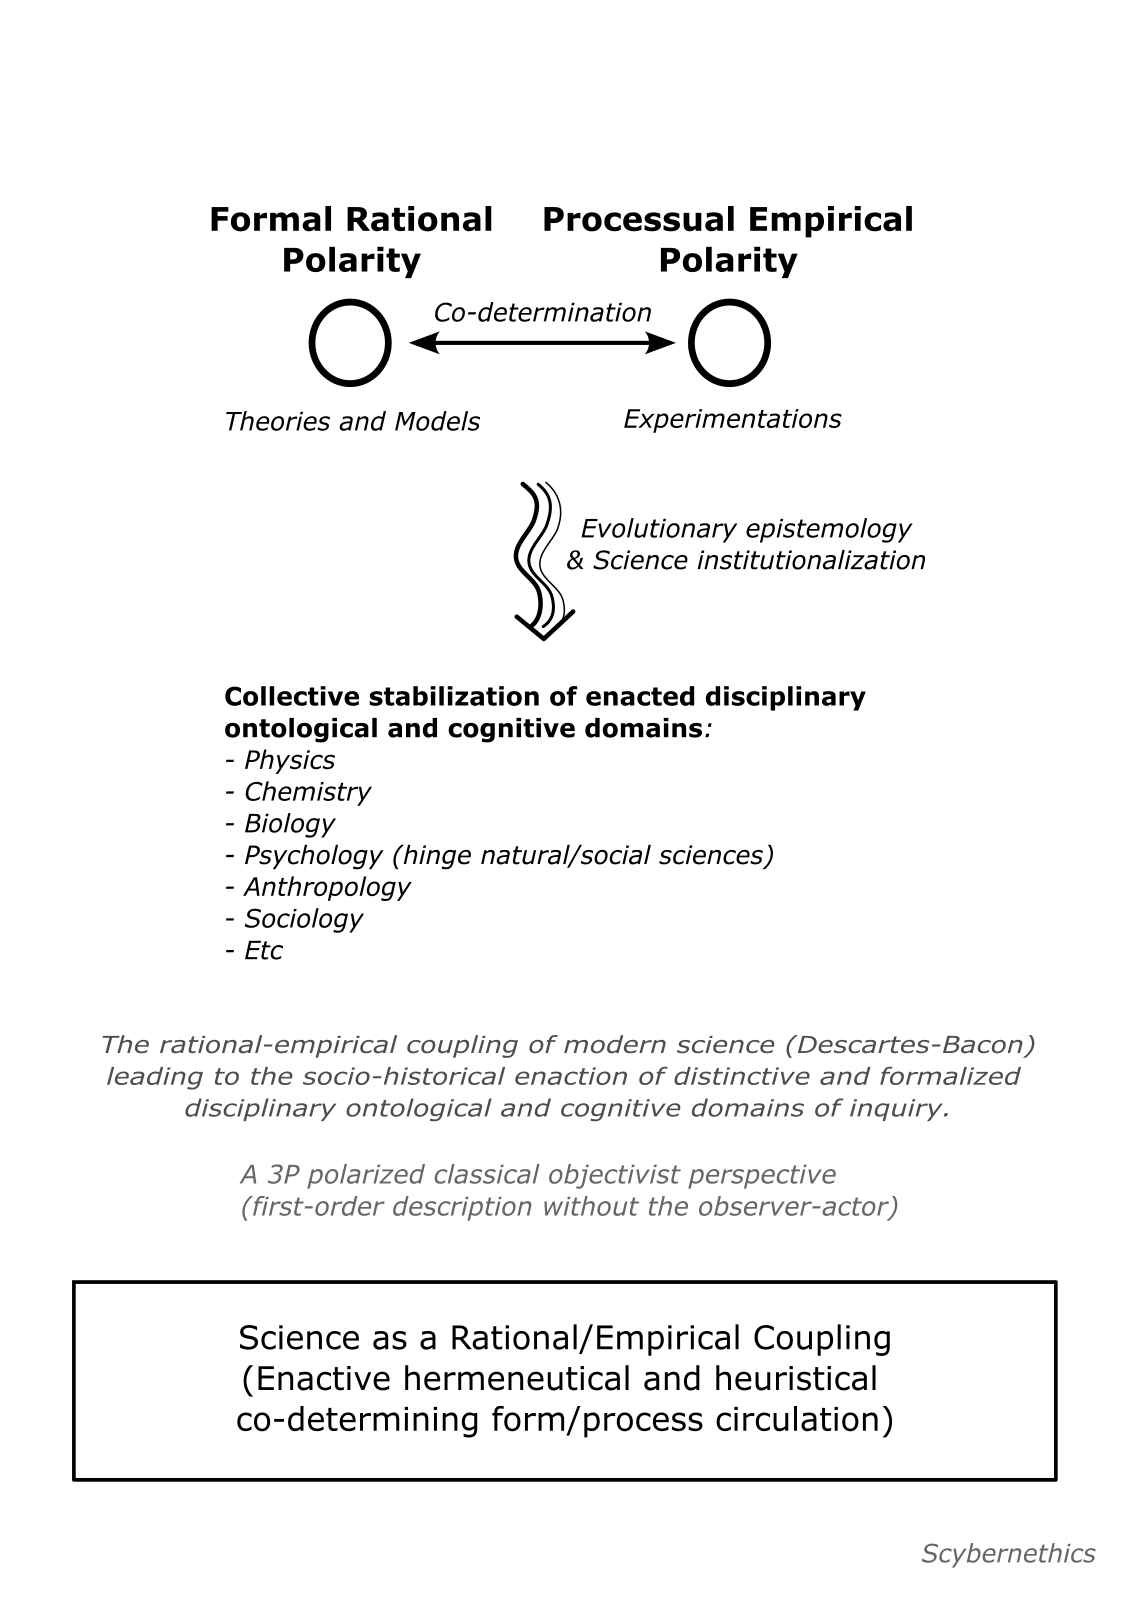 Formal Rational
Polarity
Processual Empirical
Polarity
Co-determination
Theories and Models
Experimentations
Evolutionary epistemology
& Science institutionalization
Collective stabilization of enacted disciplinary
ontological and cognitive domains:
- Physics
- Chemistry
- Biology
- Psychology (hinge natural/social sciences)
- Anthropology
- Sociology
- Etc
The rational-empirical coupling of modern science (Descartes-Bacon)
leading to the socio-historical enaction of distinctive and formalized
disciplinary ontological and cognitive domains of inquiry.
A 3P polarized classical objectivist perspective
(first-order description without the observer-actor)
Science as a Rational/Empirical Coupling
(Enactive hermeneutical and heuristical
co-determining form/process circulation)
Scybernethics